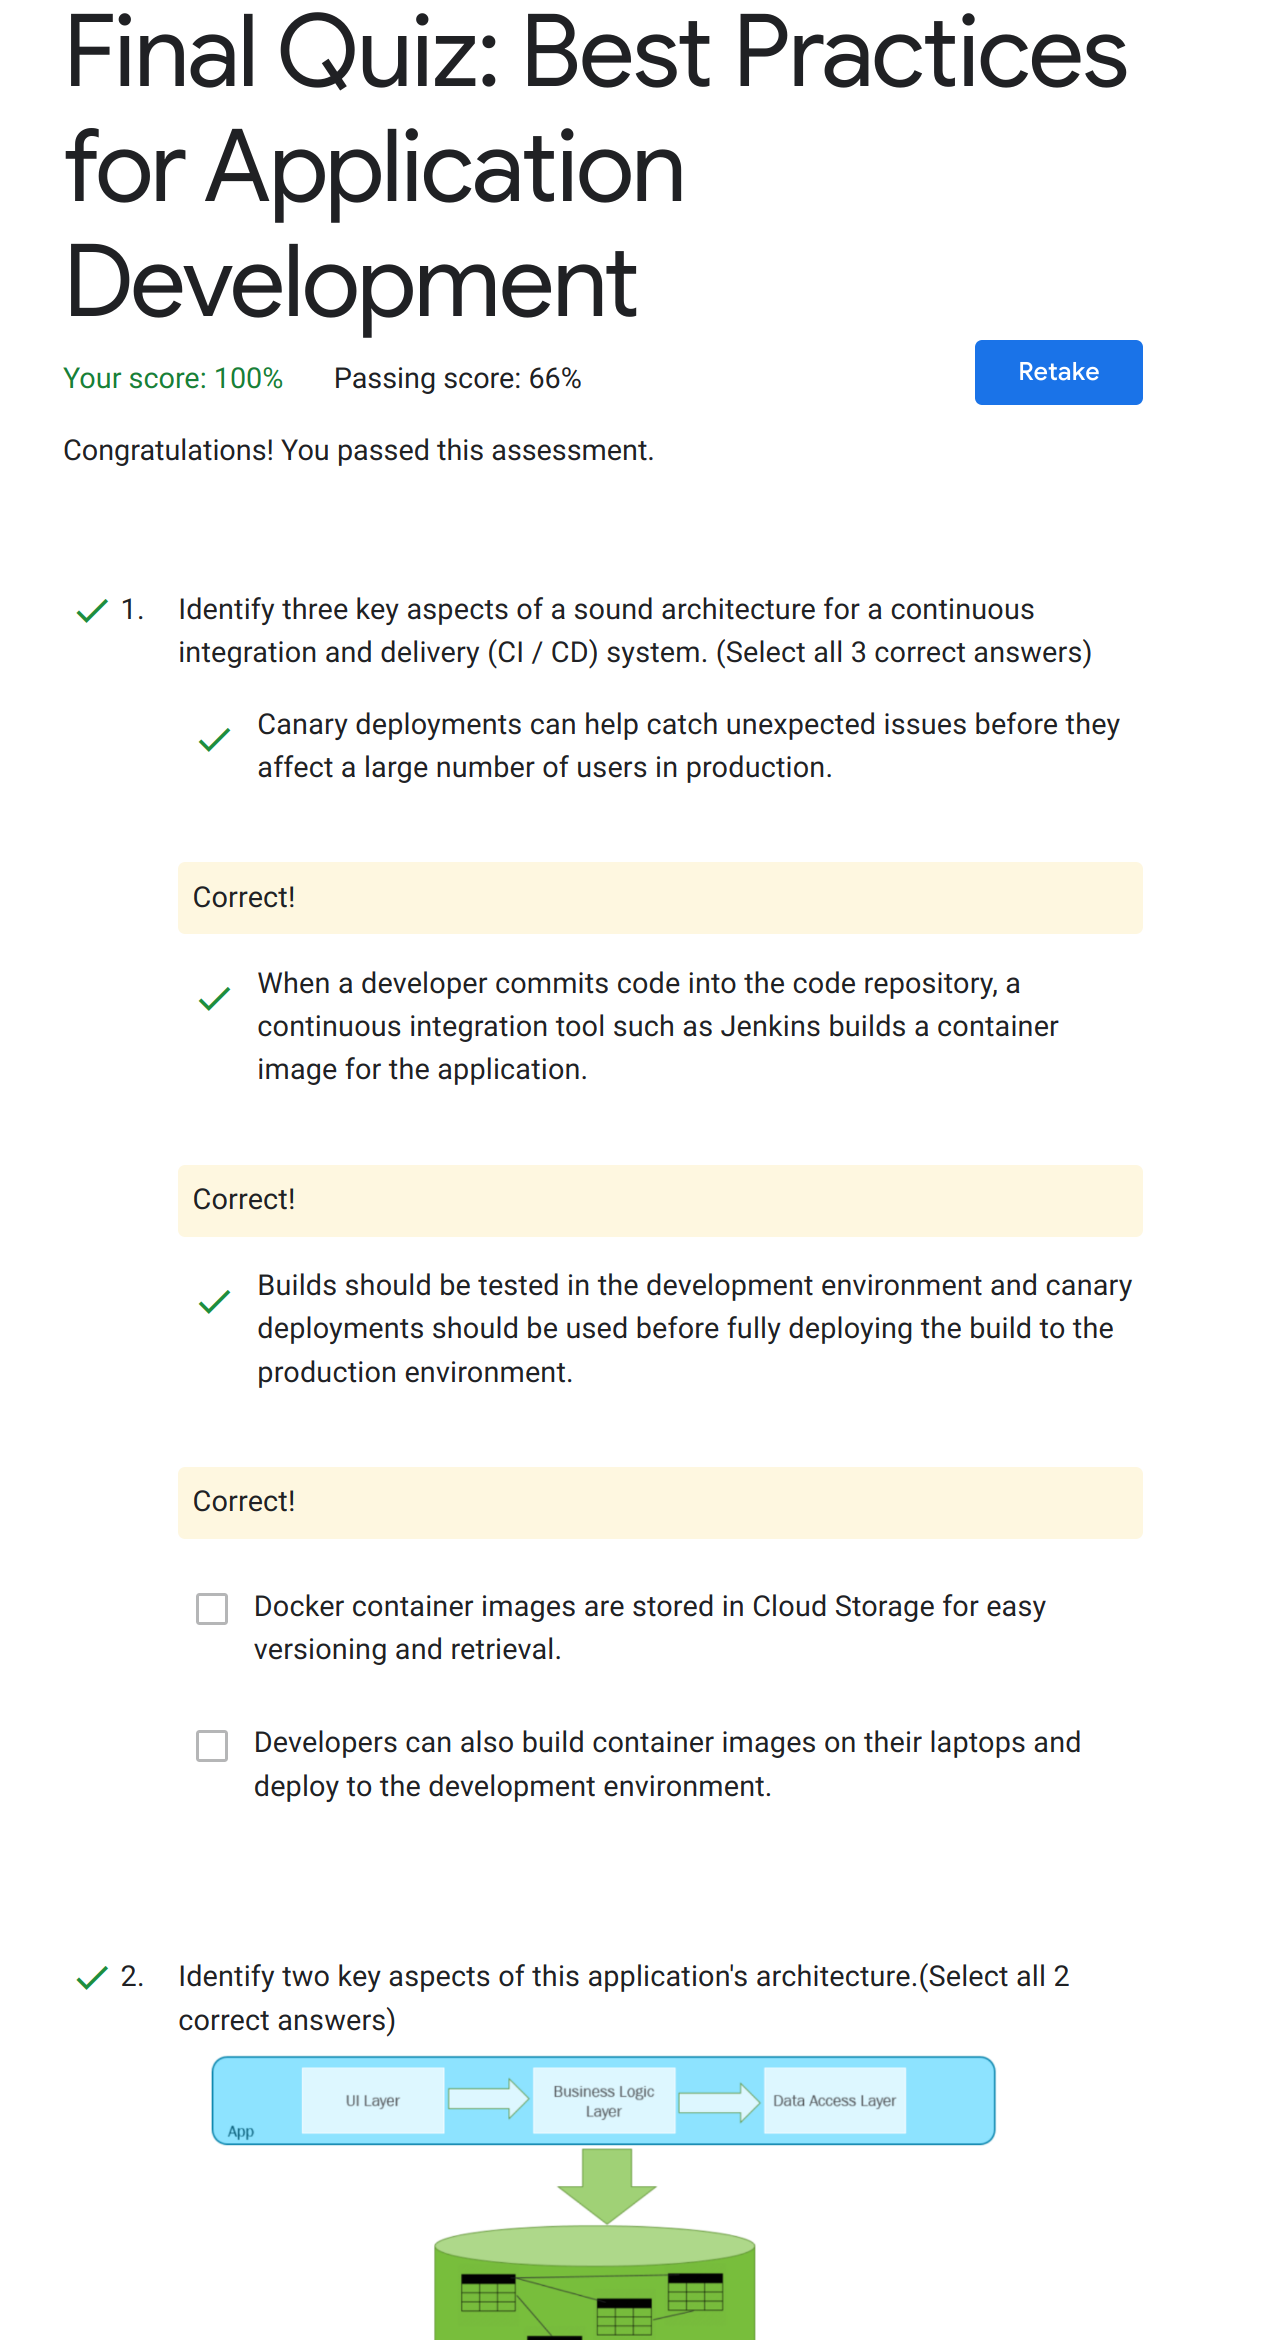 Final Quiz: Best Practices
for Application
Development
Your score: 100%
Passing score: 66%
Retake
Congratulations! You passed this assessment.
1. Identify three key aspects of a sound architecture for a continuous
integration and delivery (CI / CD) system. (Select all 3 correct answers)
Canary deployments can help catch unexpected issues before they
affect a large number of users in production.
Correct!
When a developer commits code into the code repository, a
continuous integration tool such as Jenkins builds a container
image for the application.
Correct!
Builds should be tested in the development environment and canary
deployments should be used before fully deploying the build to the
production environment.
Correct!
Docker container images are stored in Cloud Storage for easy
versioning and retrieval.
Developers can also build container images on their laptops and
deploy to the development environment.
2. Identify two key aspects of this application's architecture.(Select all 2
correct answers)
UI Layer
Business Logic
Layer
Data Access Layer
App